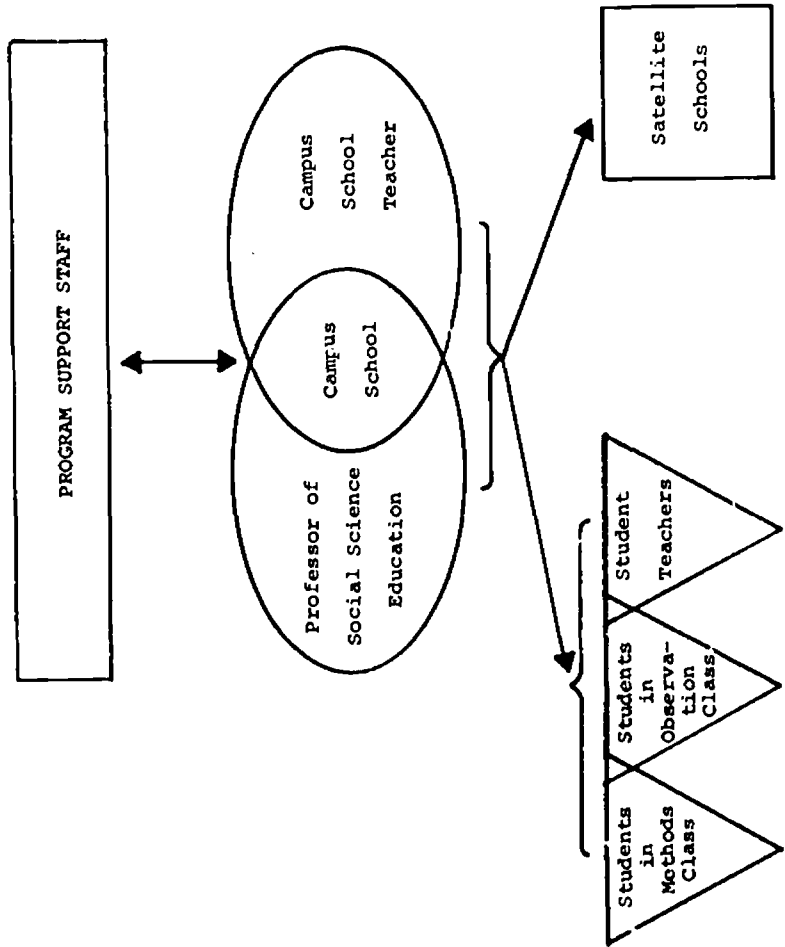 PROGRAM SUPPORT STAFF
Professor of
Social Science
Education
Campus
School
Campus
School
Teacher
Students
in
Methods
Class
Students
in
Observa-
tion
Class
Student
Teachers
Satellite
Schools